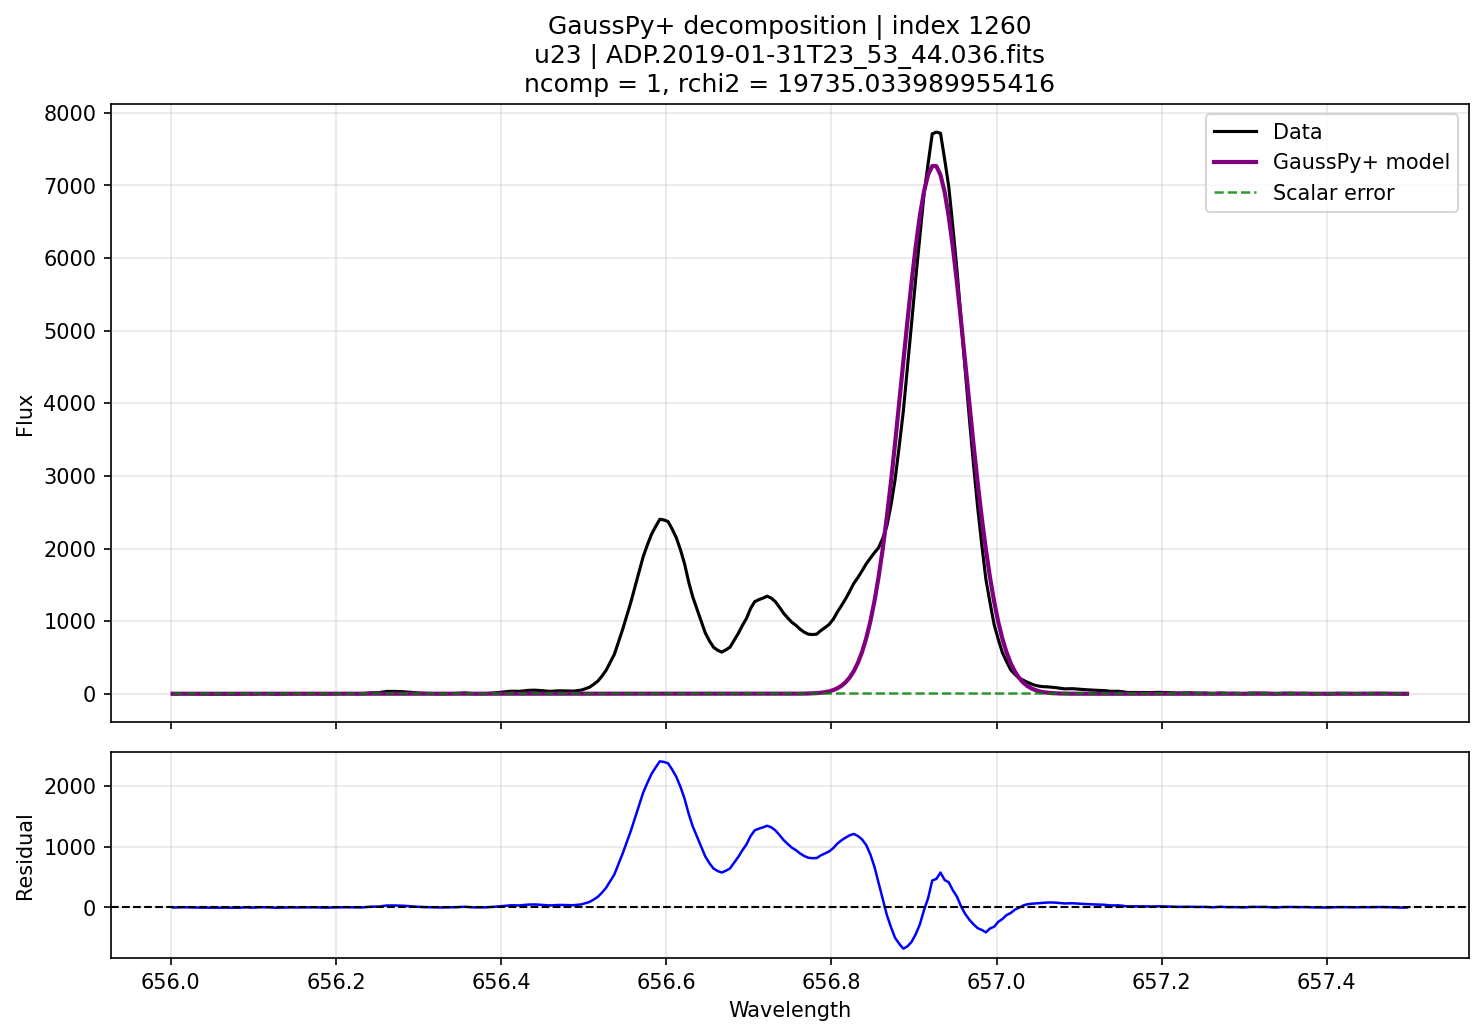 GaussPy+ decomposition | index 1260
u23 | ADP.2019-01-31T23_53_44.036.fits
ncomp = 1, rchi2 = 19735.033989955416
8000
7000
6000
5000
4000
3000
2000
1000
0
Flux
Data
GaussPy+ model
Scalar error
2000
1000
0
Residual
656.0 656.2 656.4 656.6 656.8 657.0 657.2 657.4
Wavelength